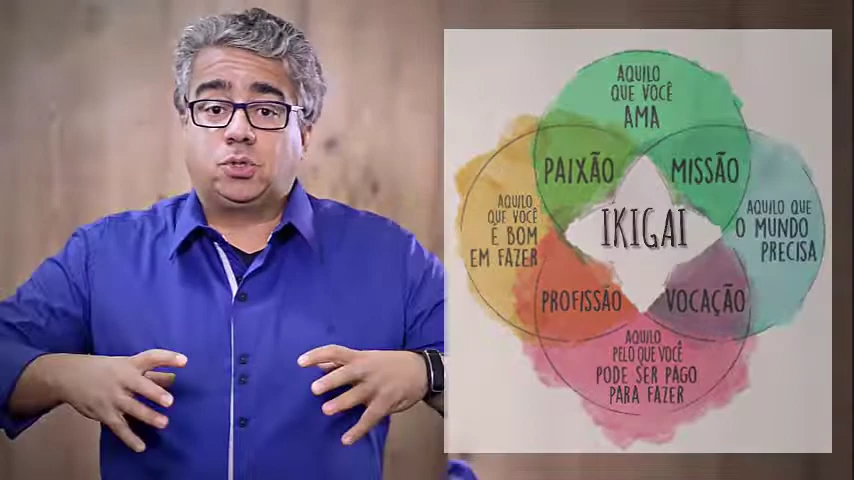 AQUILO
QUE VOCÊ
AMA
PAIXÃO
MISSÃO
AQUILO
QUE VOCÊ
E BOM
EM FAZER
IKIGAI
AQUILO QUE
O MUNDO
PRECISA
PROFISSÃO
VOCAÇÃO
AQUILO
PELO QUE VOCÊ
PODE SER PAGO
PARA FAZER